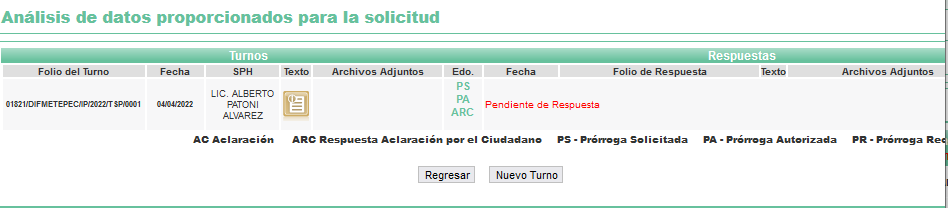 Análisis de datos proporcionados para la solicitud
Turnos Respuestas
Folio del Turno Fecha SPH Texto Archivos Adjuntos Edo. Fecha Folio de Respuesta Texto Archivos Adjuntos
01821/DIFMETEPEC/IP/2022/TSP/0001 04/04/2022 LIC. ALBERTO PATONI ALVAREZ PS PA ARC Pendiente de Respuesta
AC Aclaración ARC Respuesta Aclaración por el Ciudadano PS - Prórroga Solicitada PA - Prórroga Autorizada PR - Prórroga Rec
Regresar Nuevo Turno